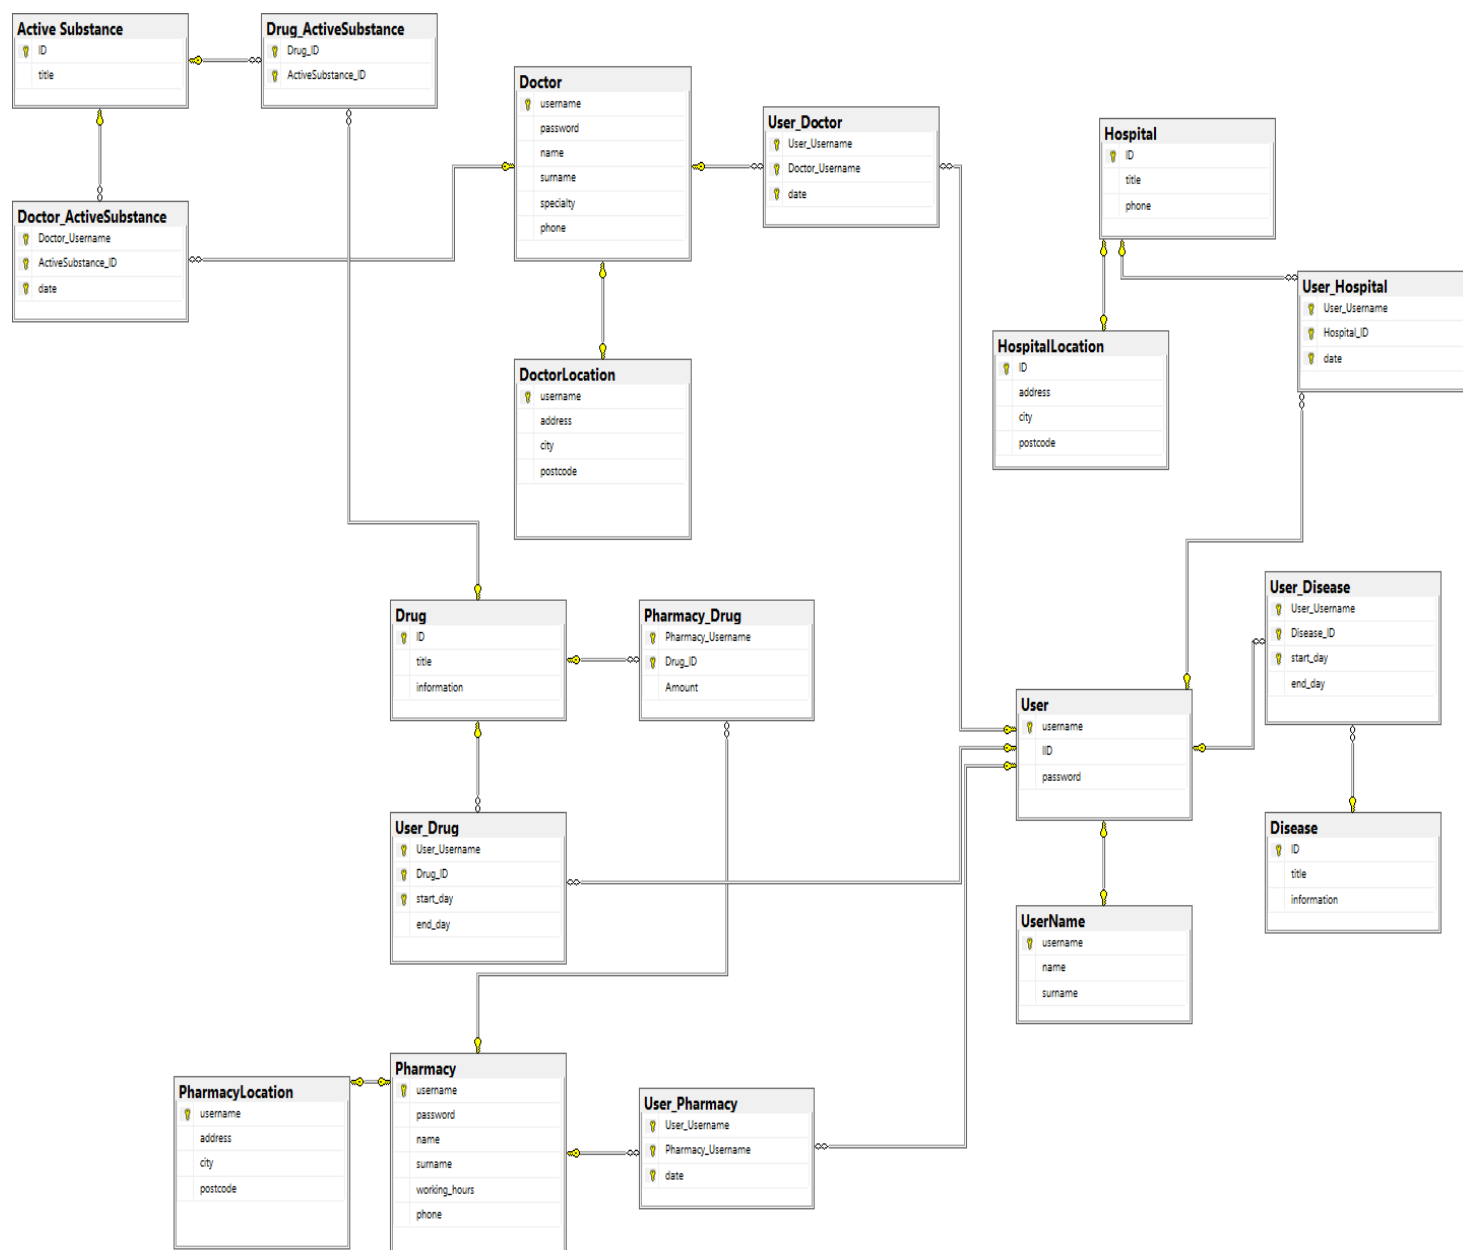 Active Substance
ID
title
Drug_ActiveSubstance
Drug_ID
ActiveSubstance_ID
Doctor
username
password
name
surname
specialty
phone
User_Doctor
User_Username
Doctor_Username
date
Hospital
ID
title
phone
Doctor_ActiveSubstance
Doctor_Username
ActiveSubstance_ID
date
User_Hospital
User_Username
Hospital_ID
date
HospitalLocation
ID
address
city
postcode
DoctorLocation
username
address
city
postcode
Drug
ID
title
information
Pharmacy_Drug
Pharmacy_Username
Drug_ID
Amount
User_Disease
User_Username
Disease_ID
start_day
end_day
User
username
IID
password
User_Drug
User_Username
Drug_ID
start_day
end_day
Disease
ID
title
information
UserName
username
name
surname
PharmacyLocation
username
address
city
postcode
Pharmacy
username
password
name
surname
working_hours
phone
User_Pharmacy
User_Username
Pharmacy_Username
date